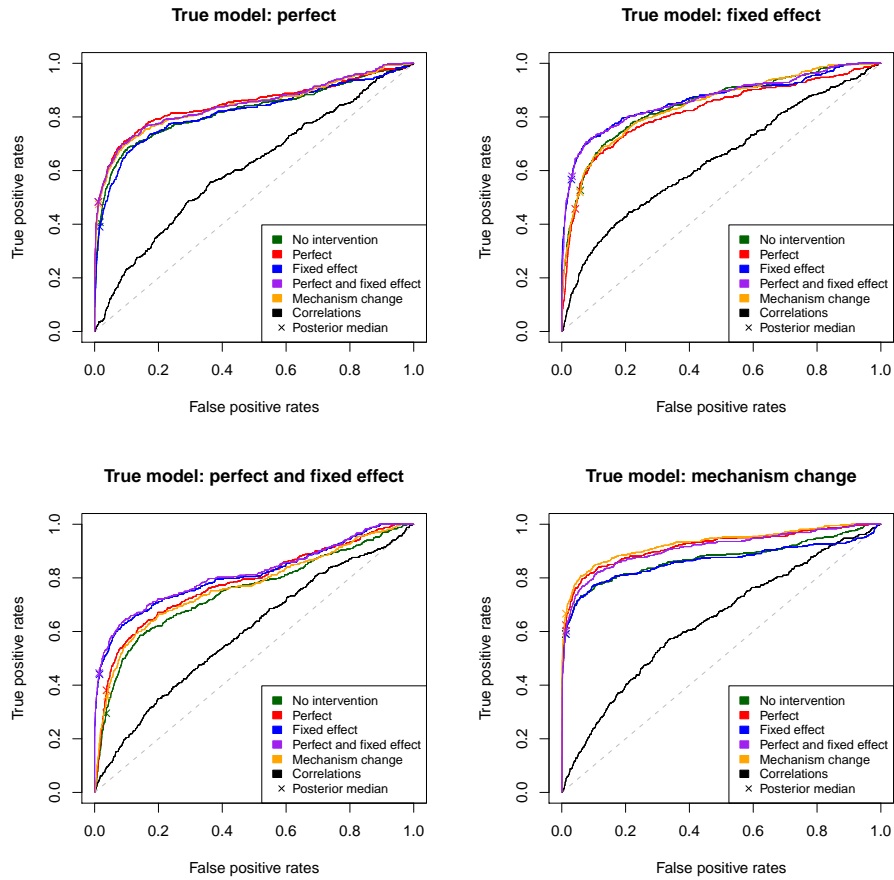 True model: perfect
True positive rates
0.0 0.2 0.4 0.6 0.8 1.0
No intervention
Perfect
Fixed effect
Perfect and fixed effect
Mechanism change
Correlations
Posterior median
0.0 0.2 0.4 0.6 0.8 1.0
False positive rates
True model: fixed effect
True positive rates
0.0 0.2 0.4 0.6 0.8 1.0
No intervention
Perfect
Fixed effect
Perfect and fixed effect
Mechanism change
Correlations
Posterior median
0.0 0.2 0.4 0.6 0.8 1.0
False positive rates
True model: perfect and fixed effect
True positive rates
0.0 0.2 0.4 0.6 0.8 1.0
No intervention
Perfect
Fixed effect
Perfect and fixed effect
Mechanism change
Correlations
Posterior median
0.0 0.2 0.4 0.6 0.8 1.0
False positive rates
True model: mechanism change
True positive rates
0.0 0.2 0.4 0.6 0.8 1.0
No intervention
Perfect
Fixed effect
Perfect and fixed effect
Mechanism change
Correlations
Posterior median
0.0 0.2 0.4 0.6 0.8 1.0
False positive rates